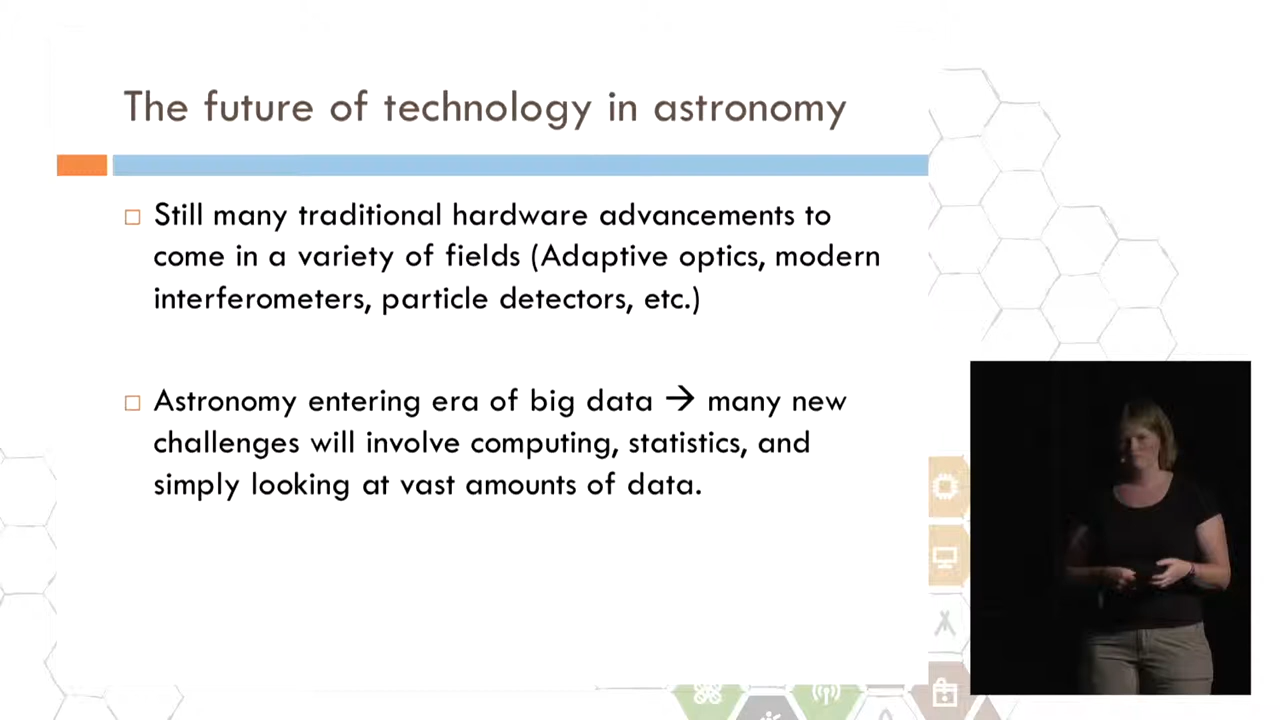 The future of technology in astronomy
Still many traditional hardware advancements to
come in a variety of fields (Adaptive optics, modern
interferometers, particle detectors, etc.)
Astronomy entering era of big data → many new
challenges will involve computing, statistics, and
simply looking at vast amounts of data.